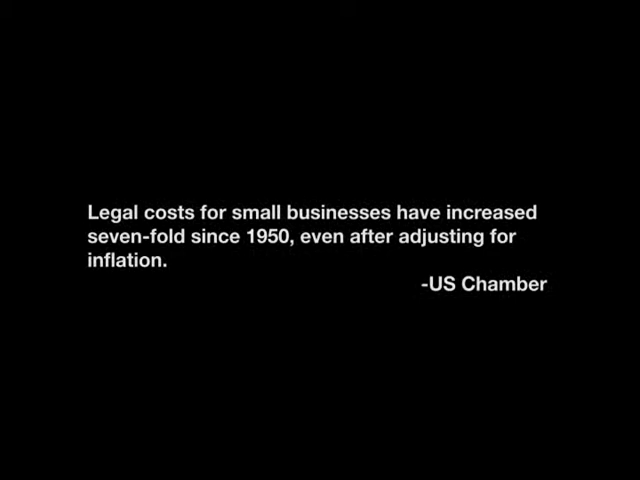 Legal costs for small businesses have increased
seven-fold since 1950, even after adjusting for
inflation.
-US Chamber